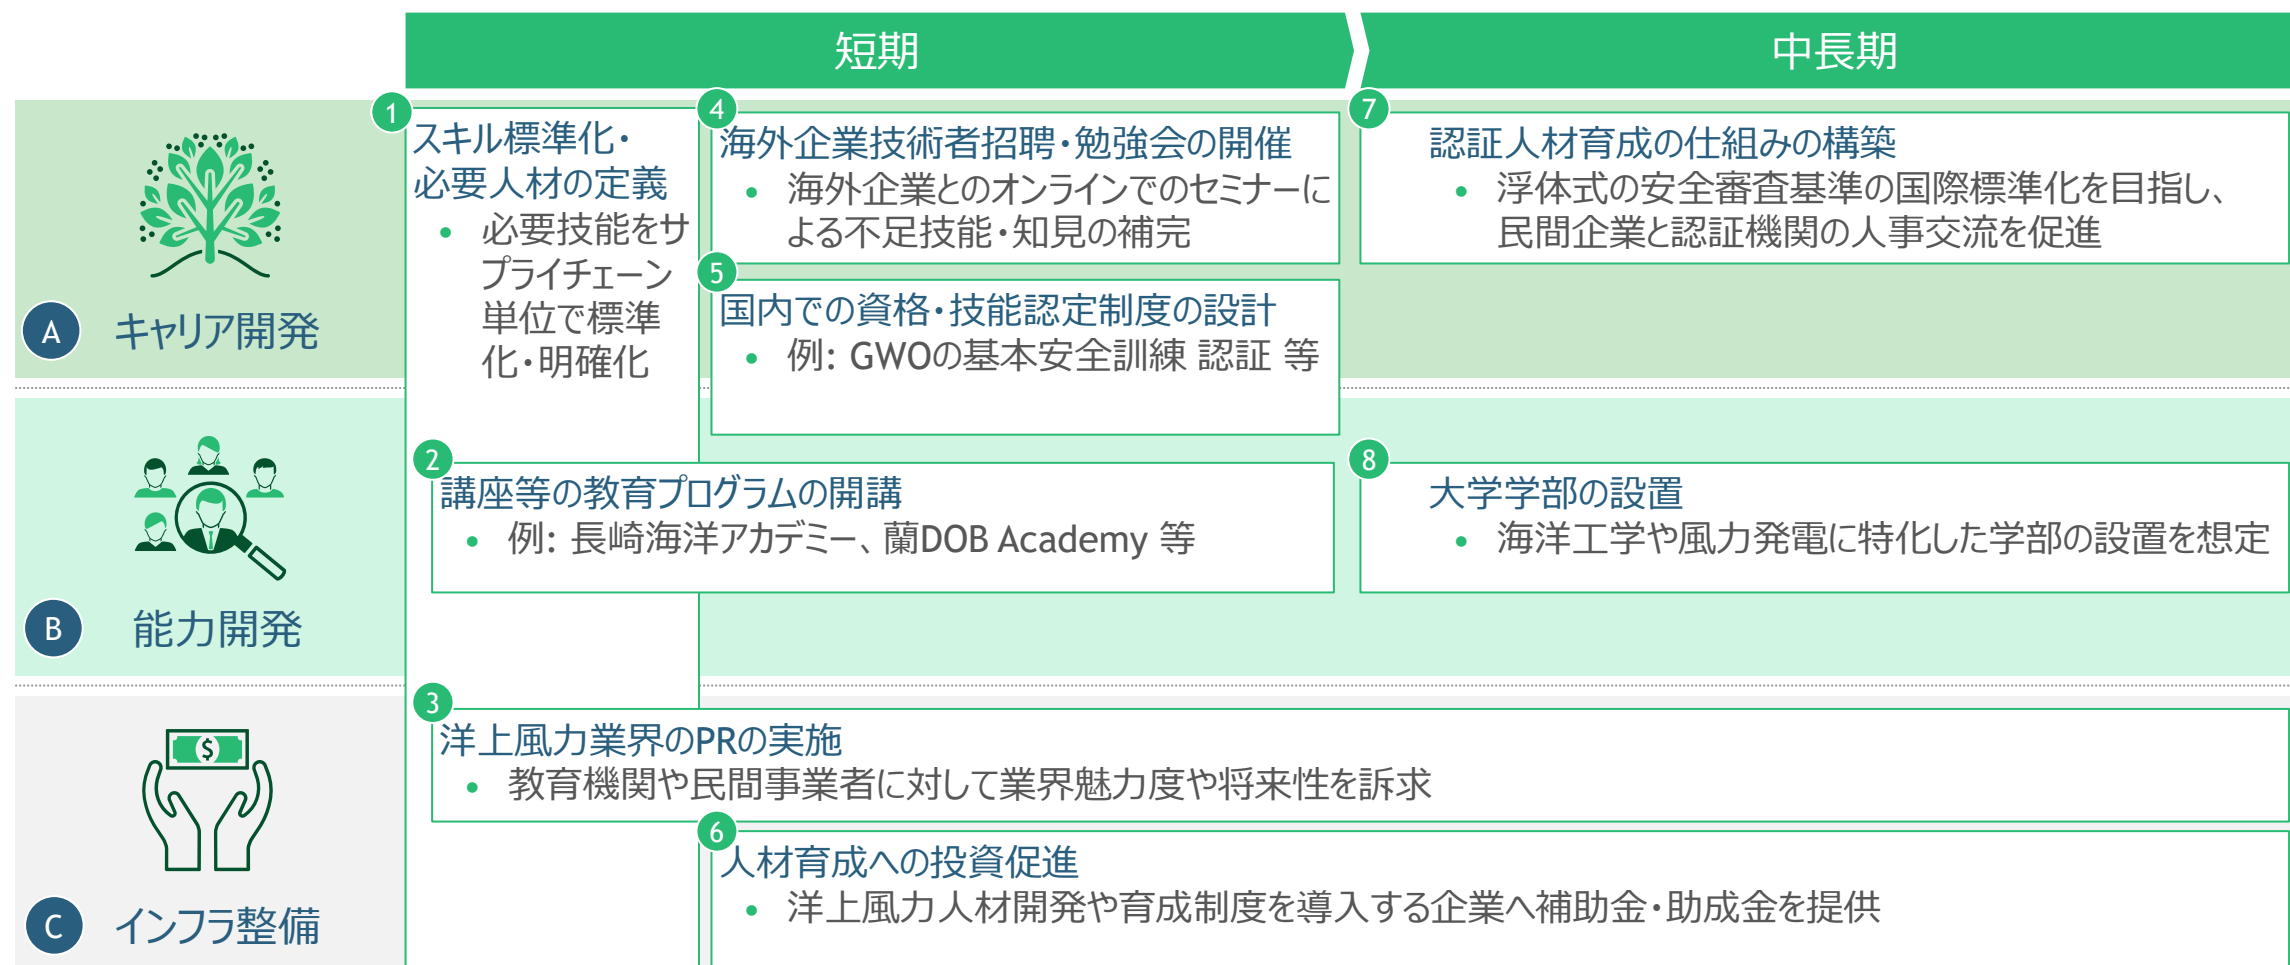 短期
中長期
A
キャリア開発
1
スキル標準化・
必要人材の定義
• 必要技能をサ
プライチェーン
単位で標準
化・明確化
4
海外企業技術者招聘・勉強会の開催
• 海外企業とのオンラインでのセミナーに
よる不足技能・知見の補完
5
国内での資格・技能認定制度の設計
• 例: GWOの基本安全訓練 認証 等
7
認証人材育成の仕組みの構築
• 浮体式の安全審査基準の国際標準化を目指し、
民間企業と認証機関の人事交流を促進
B
能力開発
2
講座等の教育プログラムの開講
• 例: 長崎海洋アカデミー、蘭DOB Academy 等
8
大学学部の設置
• 海洋工学や風力発電に特化した学部の設置を想定
C
インフラ整備
3
洋上風力業界のPRの実施
• 教育機関や民間事業者に対して業界魅力度や将来性を訴求
6
人材育成への投資促進
• 洋上風力人材開発や育成制度を導入する企業へ補助金・助成金を提供
$